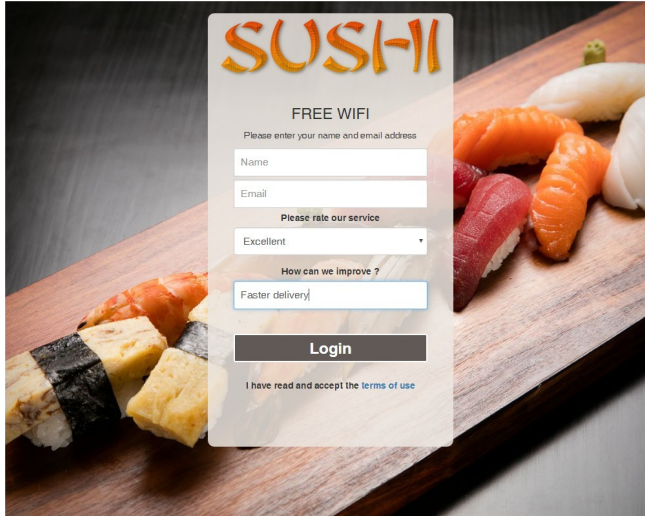 SUSHI
FREE WIFI
Please enter your name and email address
Name
Email
Please rate our service
Excellent
How can we improve ?
Faster delivery
Login
I have read and accept the terms of use